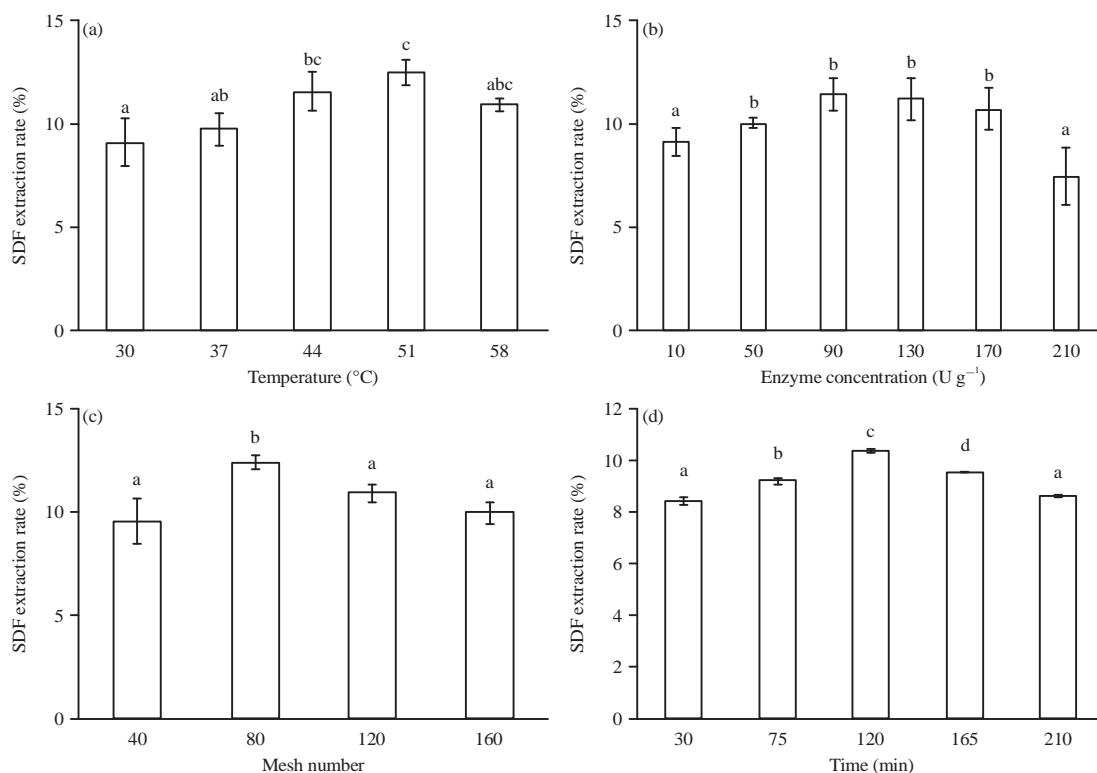 (a)
15
10
5
0
SDF extraction rate (%)
a
ab
bc
c
abc
30 37 44 51 58
Temperature (°C)
(b)
15
10
5
0
SDF extraction rate (%)
a
b
b
b
b
a
10 50 90 130 170 210
Enzyme concentration (U g⁻¹)
(c)
15
10
5
0
SDF extraction rate (%)
a
b
a
a
40 80 120 160
Mesh number
(d)
12
10
8
6
4
2
0
SDF extraction rate (%)
a
b
c
d
a
30 75 120 165 210
Time (min)